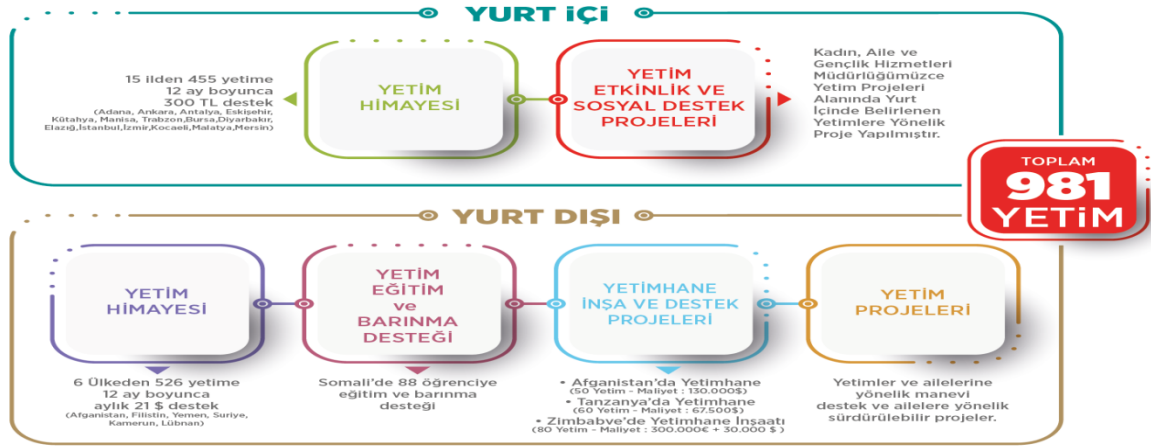 YURT İÇİ
15 ilden 455 yetime
12 ay boyunca
300 TL destek
(Adana, Ankara, Antalya, Eskişehir,
Kütahya, Manisa, Trabzon,Bursa,Diyarbakır,
Elazığ,İstanbul,İzmir,Kocaeli,Malatya,Mersin)
YETİM
HİMAYESİ
YETİM
ETKİNLİK VE
SOSYAL DESTEK
PROJELERİ
Kadın, Aile ve
Gençlik Hizmetleri
Müdürlüğümüzce
Yetim Projeleri
Alanında Yurt
İçinde Belirlenen
Yetimlere Yönelik
Proje Yapılmıştır.
TOPLAM
981
YETİM
YURT DIŞI
YETİM
HİMAYESİ
6 Ülkeden 526 yetime
12 ay boyunca
aylık 21 $ destek
(Afganistan, Filistin, Yemen, Suriye,
Kamerun, Lübnan)
YETİM
EĞİTİM
ve
BARINMA
DESTEĞİ
Somali'de 88 öğrenciye
eğitim ve barınma
desteği
YETİMHANE
İNŞA VE DESTEK
PROJELERİ
• Afganistan'da Yetimhane
(50 Yetim - Maliyet : 130.000$)
• Tanzanya'da Yetimhane
(60 Yetim - Maliyet : 67.500$)
• Zimbabve'de Yetimhane İnşaatı
(80 Yetim - Maliyet : 300.000€ + 30.000 $ )
YETİM
PROJELERİ
Yetimler ve ailelerine
yönelik manevi
destek ve ailelere yönelik
sürdürülebilir projeler.